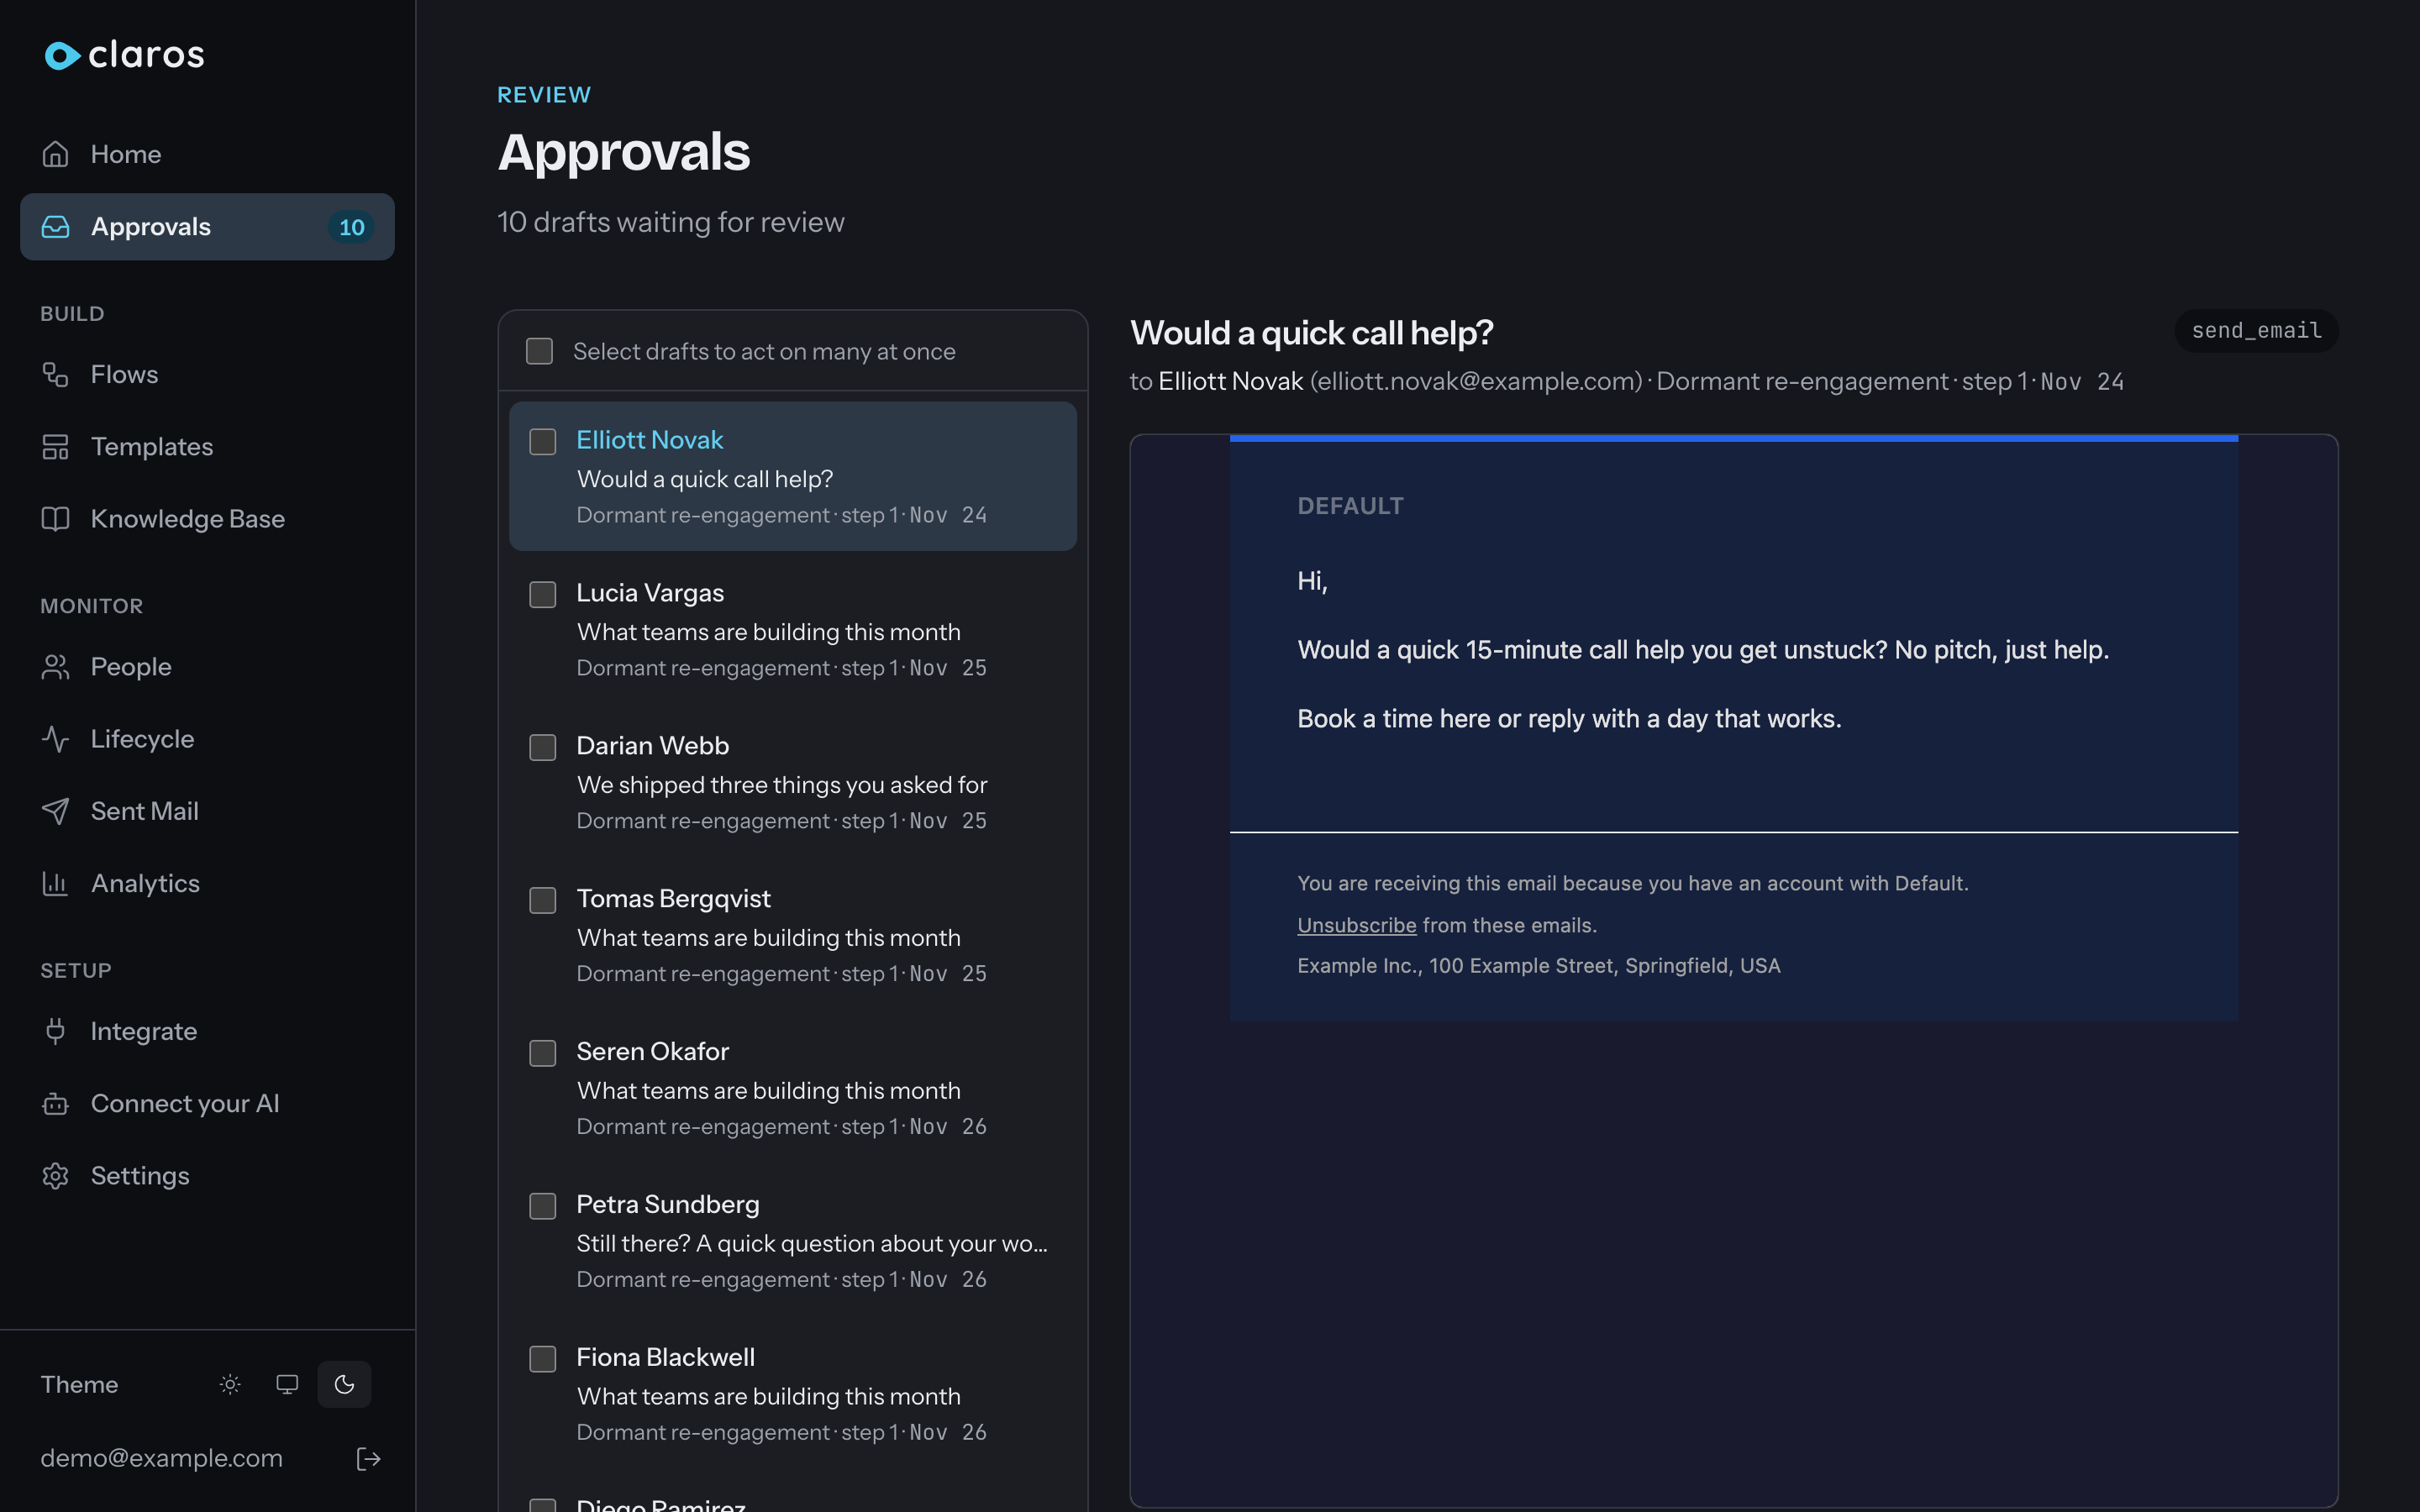 claros
Home
Approvals 10
BUILD
Flows
Templates
Knowledge Base
MONITOR
People
Lifecycle
Sent Mail
Analytics
SETUP
Integrate
Connect your AI
Settings
Theme
demo@example.com
REVIEW
Approvals
10 drafts waiting for review
Select drafts to act on many at once
Elliott Novak
Would a quick call help?
Dormant re-engagement · step 1 · Nov 24
Lucia Vargas
What teams are building this month
Dormant re-engagement · step 1 · Nov 25
Darian Webb
We shipped three things you asked for
Dormant re-engagement · step 1 · Nov 25
Tomas Bergqvist
What teams are building this month
Dormant re-engagement · step 1 · Nov 25
Seren Okafor
What teams are building this month
Dormant re-engagement · step 1 · Nov 26
Petra Sundberg
Still there? A quick question about your wo...
Dormant re-engagement · step 1 · Nov 26
Fiona Blackwell
What teams are building this month
Dormant re-engagement · step 1 · Nov 26
Diego Ramirez
Would a quick call help?
send_email
to Elliott Novak (elliott.novak@example.com) · Dormant re-engagement · step 1 · Nov 24
DEFAULT
Hi,
Would a quick 15-minute call help you get unstuck? No pitch, just help.
Book a time here or reply with a day that works.
You are receiving this email because you have an account with Default.
Unsubscribe from these emails.
Example Inc., 100 Example Street, Springfield, USA